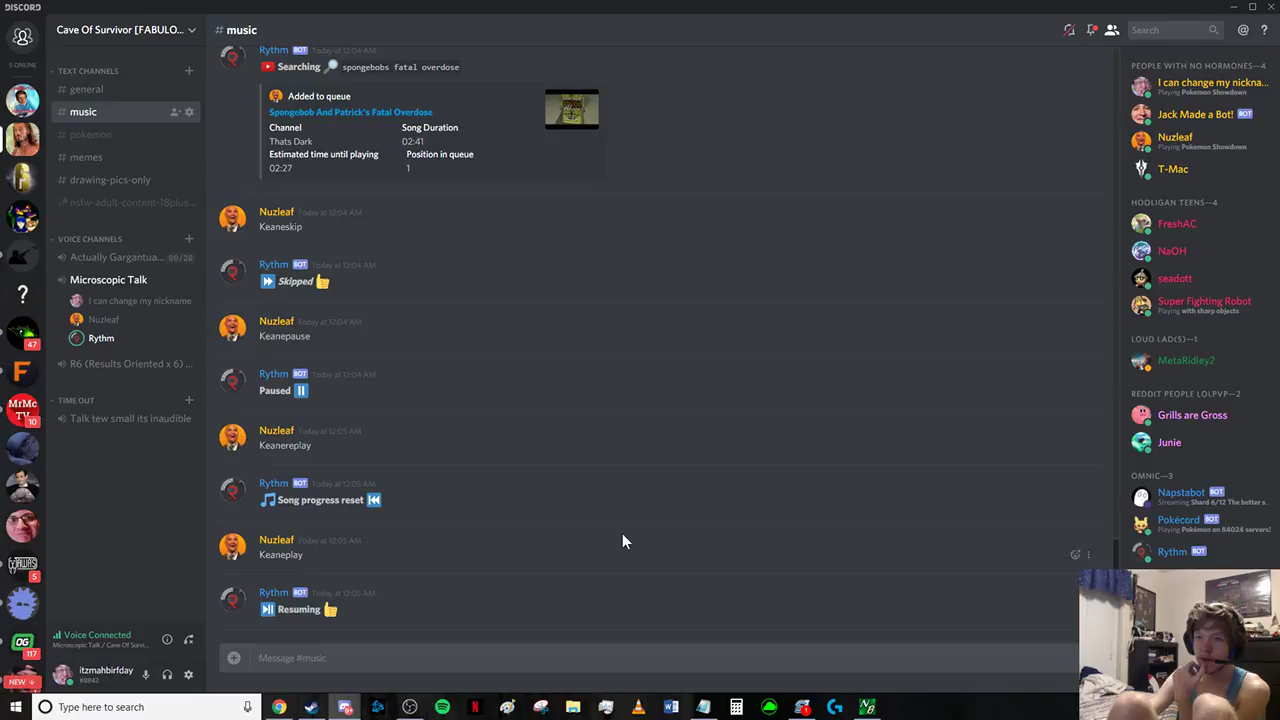 DISCORD
Cave Of Survivor [FABULO...
# music
Search
5 ONLINE
TEXT CHANNELS
# general
# music
# pokemon
# memes
# drawing-pics-only
nsfw-adult-content-18plus...
VOICE CHANNELS
Actually Gargantua... 00/20
Microscopic Talk
I can change my nickname
Nuzleaf
Rythm
R6 (Results Oriented x 6) ...
TIME OUT
Talk tew small its inaudible
47
MrMc
TV
10
5
OG
117
NEW
Voice Connected
Microscopic Talk / Cave Of Survi...
itzmahbirfday
#8842
Rythm BOT Today at 12:04 AM
Searching spongebobs fatal overdose
Added to queue
Spongebob And Patrick's Fatal Overdose
Channel Song Duration
Thats Dark 02:41
Estimated time until playing Position in queue
02:27 1
Nuzleaf Today at 12:04 AM
Keaneskip
Rythm BOT Today at 12:04 AM
Skipped
Nuzleaf Today at 12:04 AM
Keanepause
Rythm BOT Today at 12:04 AM
Paused
Nuzleaf Today at 12:05 AM
Keanereplay
Rythm BOT Today at 12:05 AM
Song progress reset
Nuzleaf Today at 12:05 AM
Keaneplay
Rythm BOT Today at 12:05 AM
Resuming
Message #music
PEOPLE WITH NO HORMONES—4
I can change my nickna...
Playing Pokemon Showdown
Jack Made a Bot! BOT
Nuzleaf
Playing Pokemon Showdown
T-Mac
HOOLIGAN TEENS—4
FreshAC
NaOH
seadott
Super Fighting Robot
Playing with sharp objects
LOUD LAD(S)—1
MetaRidley2
REDDIT PEOPLE LOLPVP—2
Grills are Gross
Junie
OMNIC—3
Napstabot BOT
Streaming Shard 6/12 The better s...
Pokécord BOT
Playing Pokémon on 84024 servers!
Rythm BOT
Type here to search